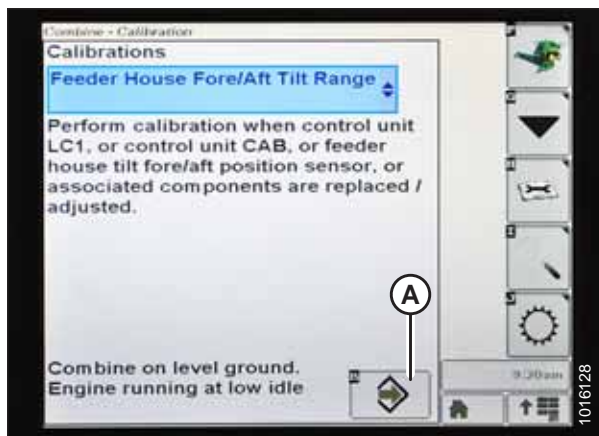 Combine - Calibration
Calibrations
Feeder House Fore/Aft Tilt Range
Perform calibration when control unit
LC1, or control unit CAB, or feeder
house tilt fore/aft position sensor, or
associated components are replaced /
adjusted.
A
Combine on level ground.
Engine running at low idle
9:20am
1016128